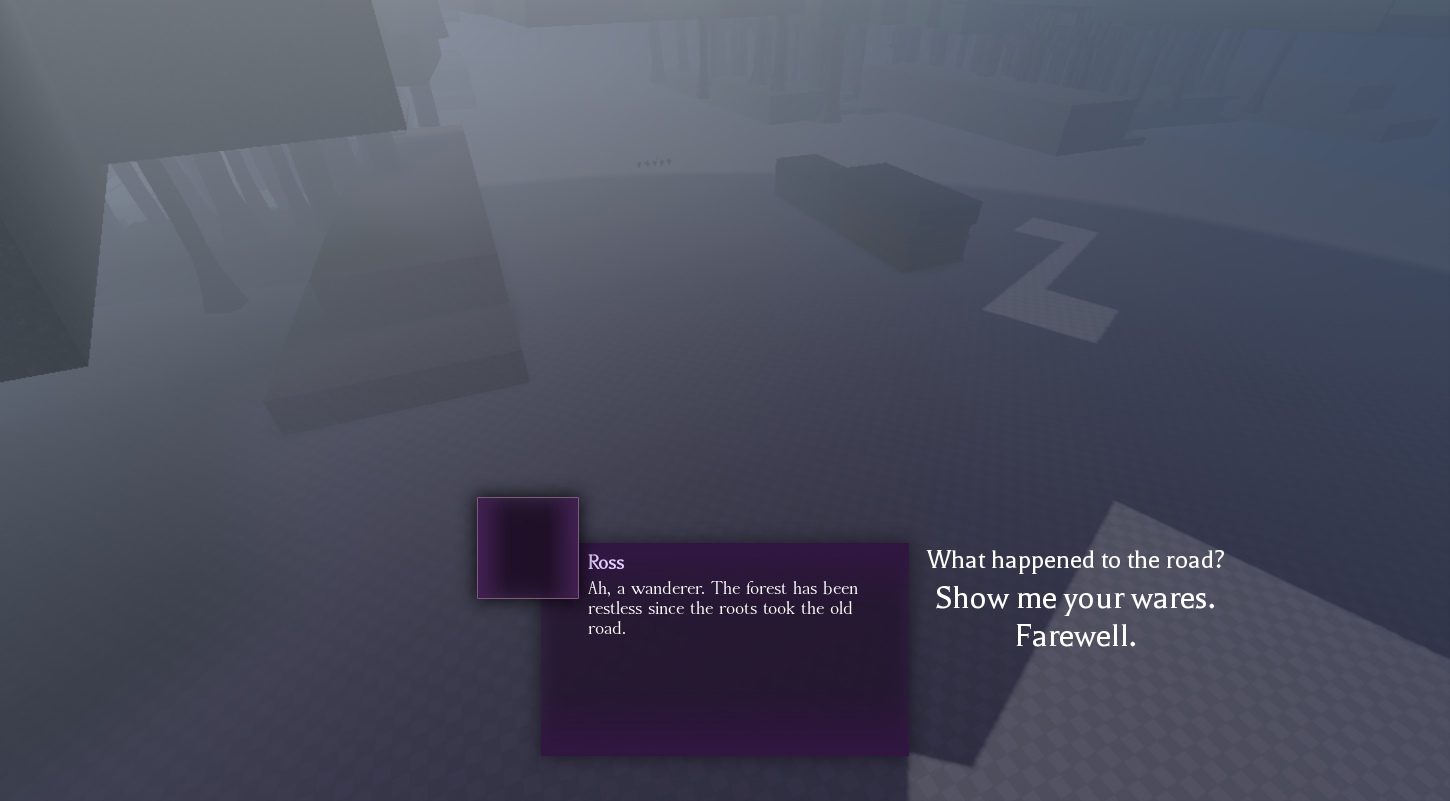 Ross
Ah, a wanderer. The forest has been
restless since the roots took the old
road.
What happened to the road?
Show me your wares.
Farewell.